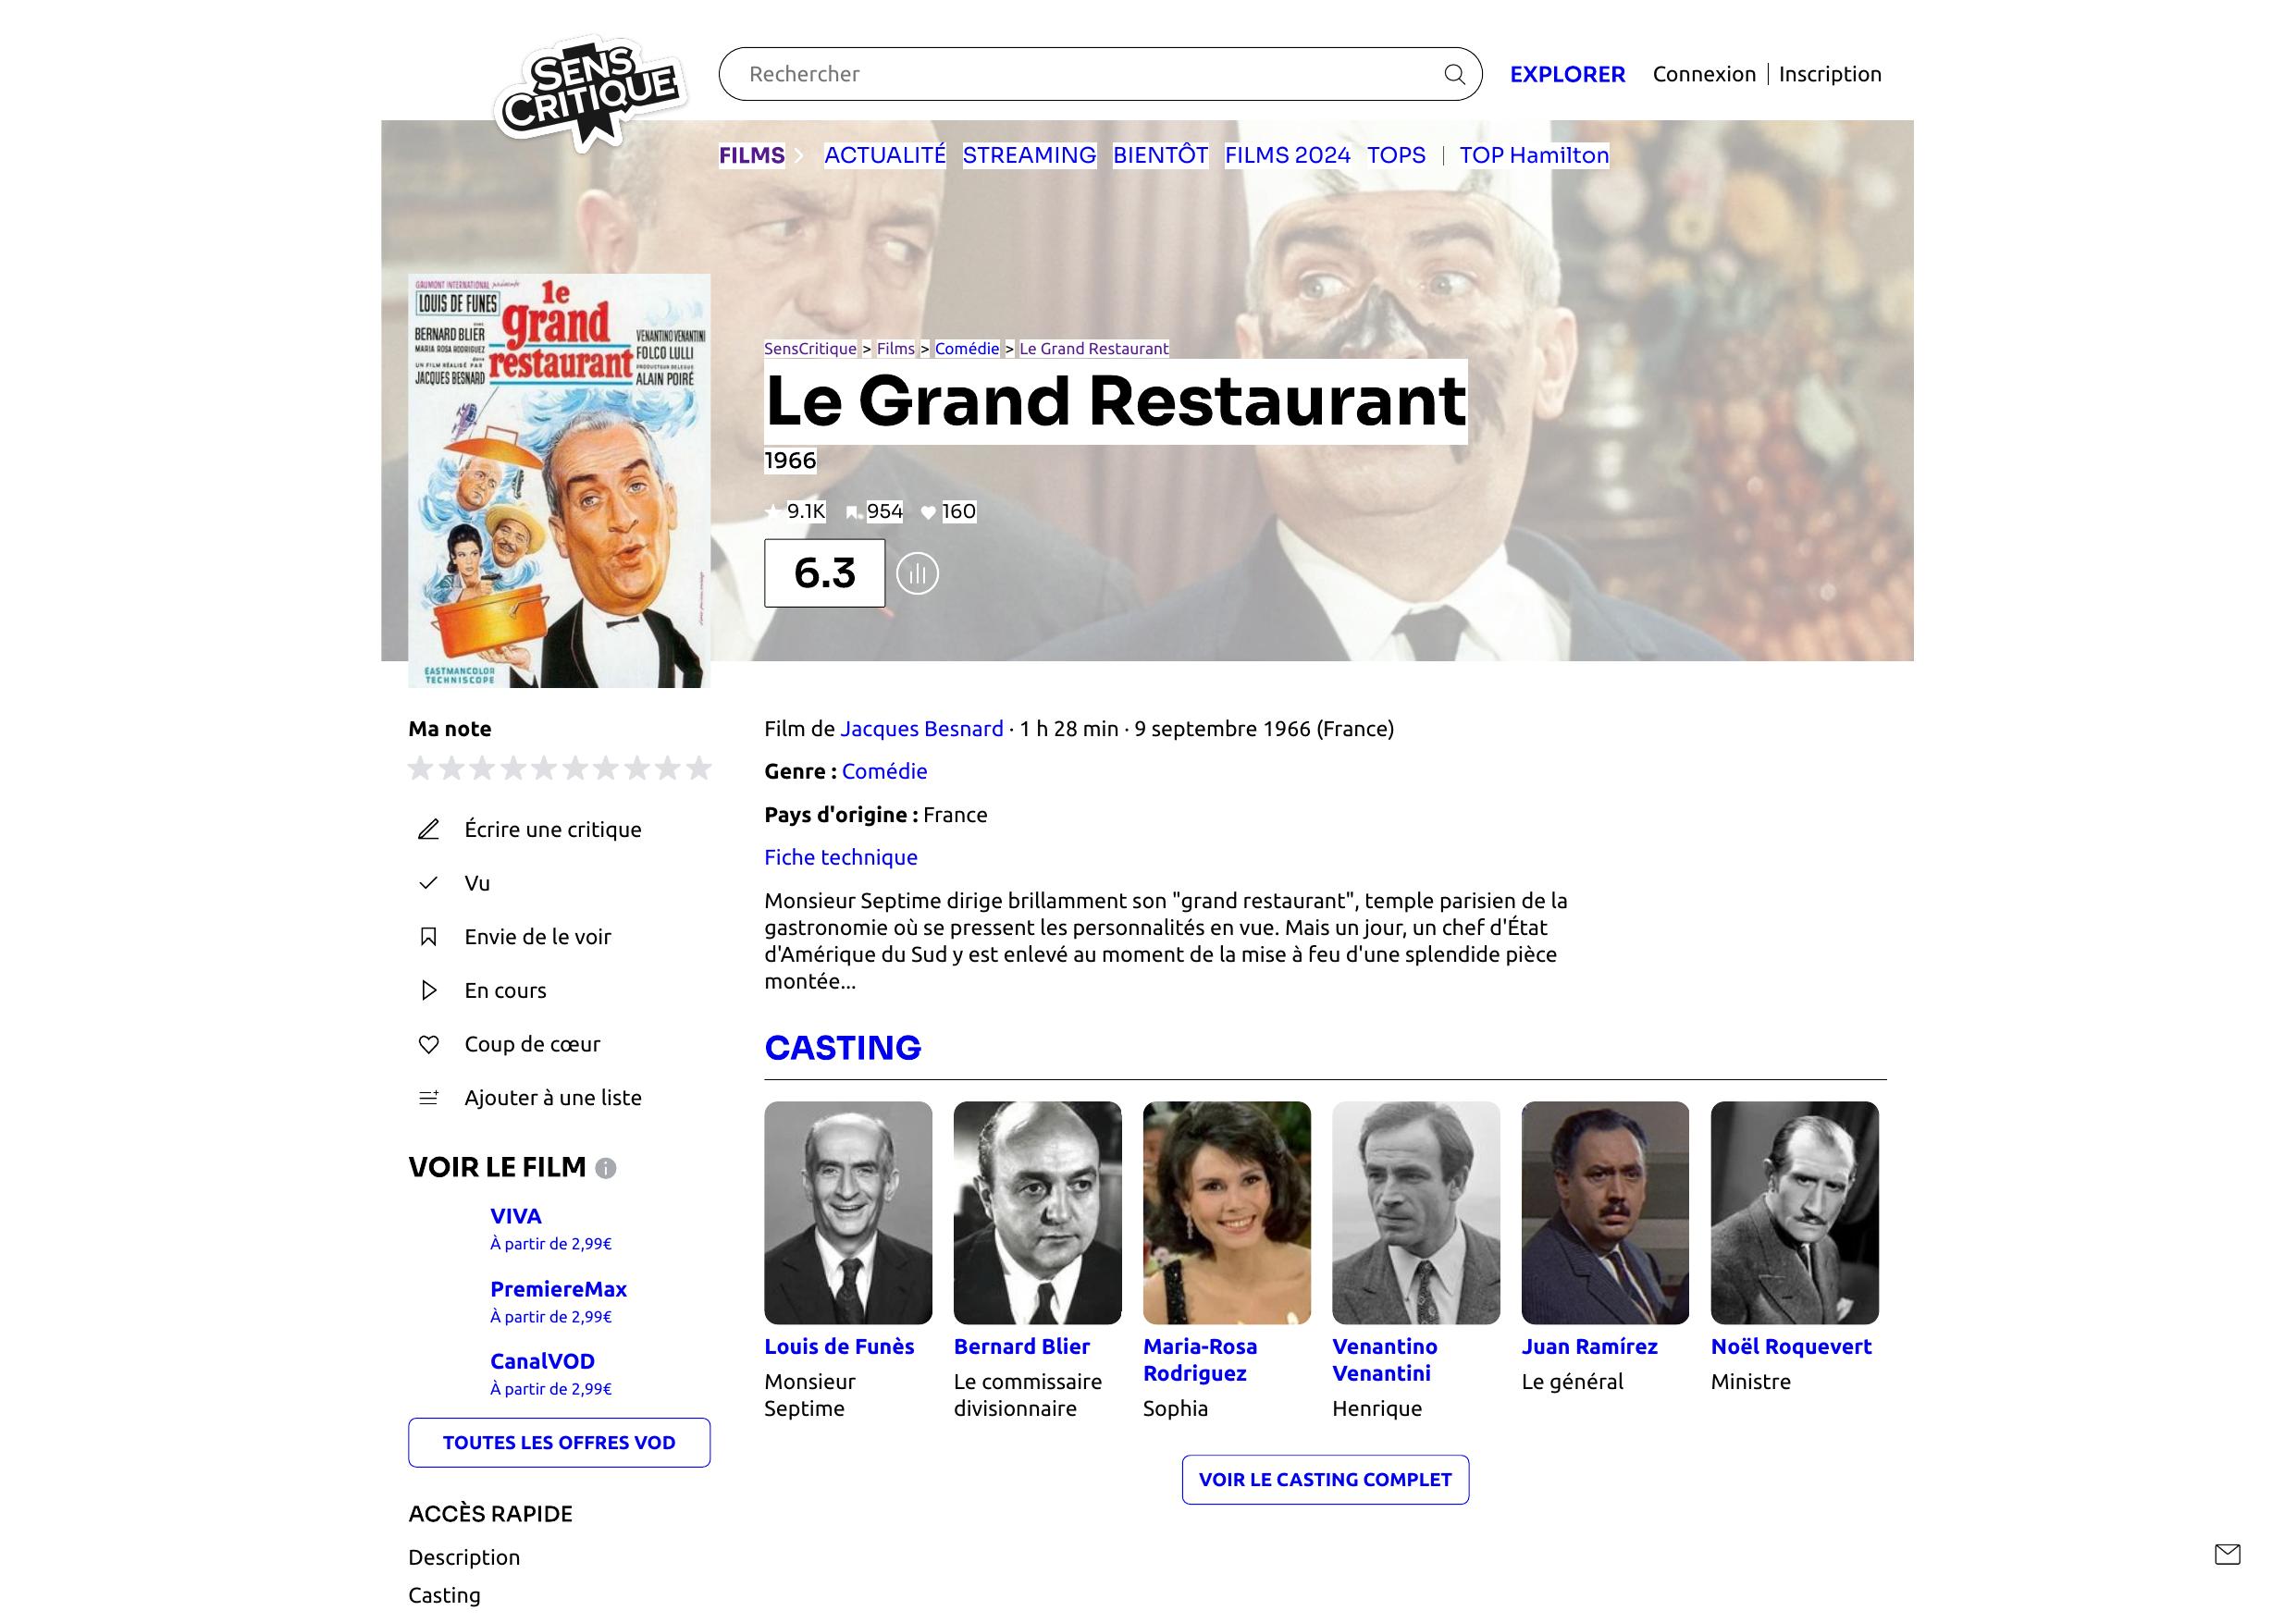 SENS
CRITIQUE
Rechercher
EXPLORER
Connexion | Inscription
FILMS
ACTUALITÉ
STREAMING
BIENTÔT
FILMS 2024
TOPS
|
TOP Hamilton
GAUMONT INTERNATIONAL présente
LOUIS DE FUNES
le
grand
restaurant
BERNARD BLIER
MARIA ROSA RODRIGUEZ
UN FILM RÉALISÉ PAR
JACQUES BESNARD
VENANTINO VENANTINI
FOLCO LULLI
PRODUCTEUR DELEGUE
ALAIN POIRÉ
EASTMANCOLOR
TECHNISCOPE
SensCritique > Films > Comédie > Le Grand Restaurant
Le Grand Restaurant
1966
9.1K
954
160
6.3
Ma note
Écrire une critique
Vu
Envie de le voir
En cours
Coup de cœur
Ajouter à une liste
VOIR LE FILM
VIVA
À partir de 2,99€
PremiereMax
À partir de 2,99€
CanalVOD
À partir de 2,99€
TOUTES LES OFFRES VOD
ACCÈS RAPIDE
Description
Casting
Film de Jacques Besnard · 1 h 28 min · 9 septembre 1966 (France)
Genre : Comédie
Pays d'origine : France
Fiche technique
Monsieur Septime dirige brillamment son "grand restaurant", temple parisien de la
gastronomie où se pressent les personnalités en vue. Mais un jour, un chef d'État
d'Amérique du Sud y est enlevé au moment de la mise à feu d'une splendide pièce
montée...
CASTING
Louis de Funès
Monsieur
Septime
Bernard Blier
Le commissaire
divisionnaire
Maria-Rosa
Rodriguez
Sophia
Venantino
Venantini
Henrique
Juan Ramírez
Le général
Noël Roquevert
Ministre
VOIR LE CASTING COMPLET